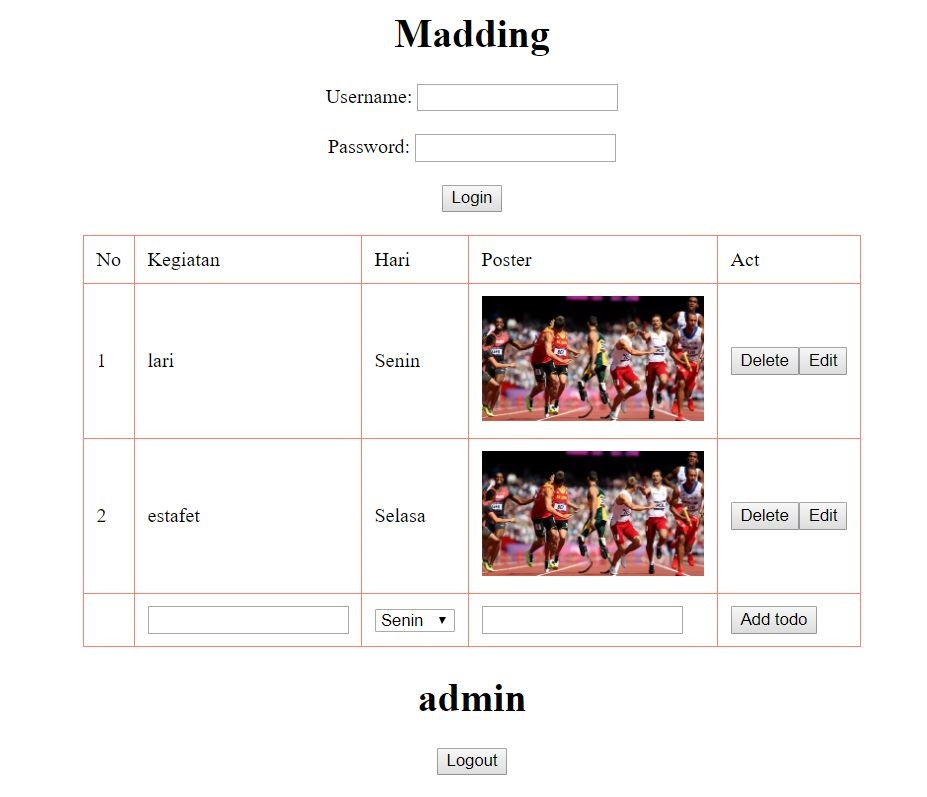 Madding
Username:
Password:
Login
No Kegiatan Hari Poster Act
1 lari Senin Delete Edit
2 estafet Selasa Delete Edit
Senin Add todo
admin
Logout